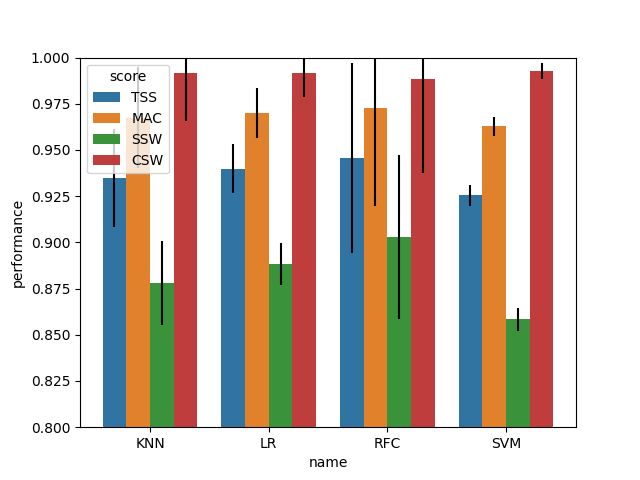 score
TSS
MAC
SSW
CSW
1.000
0.975
0.950
0.925
0.900
0.875
0.850
0.825
0.800
performance
KNN LR RFC SVM
name